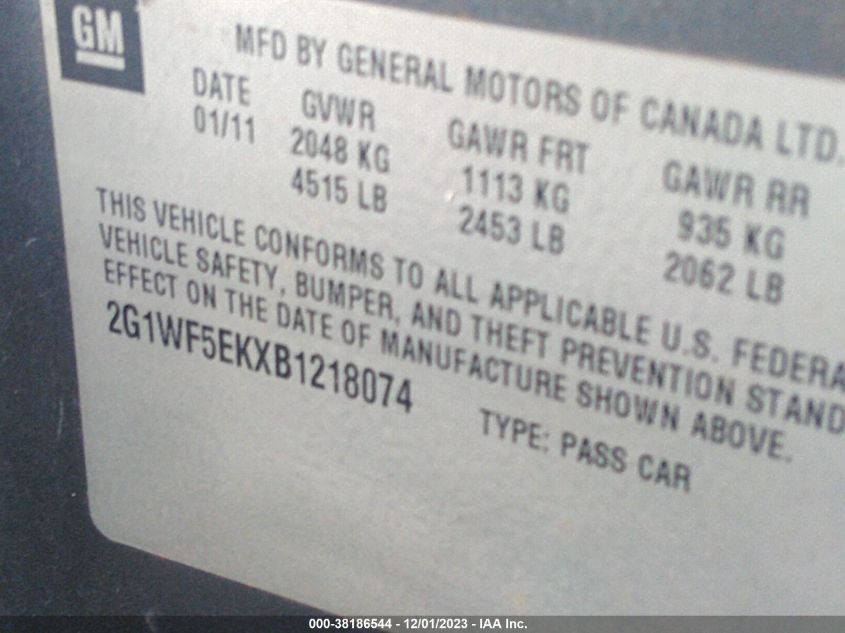 GM
MFD BY GENERAL MOTORS OF CANADA LTD.
DATE GVWR GAWR FRT GAWR RR
01/11 2048 KG 1113 KG 935 KG
4515 LB 2453 LB 2062 LB
THIS VEHICLE CONFORMS TO ALL APPLICABLE U.S. FEDERA
VEHICLE SAFETY, BUMPER, AND THEFT PREVENTION STAND
EFFECT ON THE DATE OF MANUFACTURE SHOWN ABOVE.
2G1WF5EKXB1218074
TYPE: PASS CAR
000-38186544 - 12/01/2023 - IAA Inc.